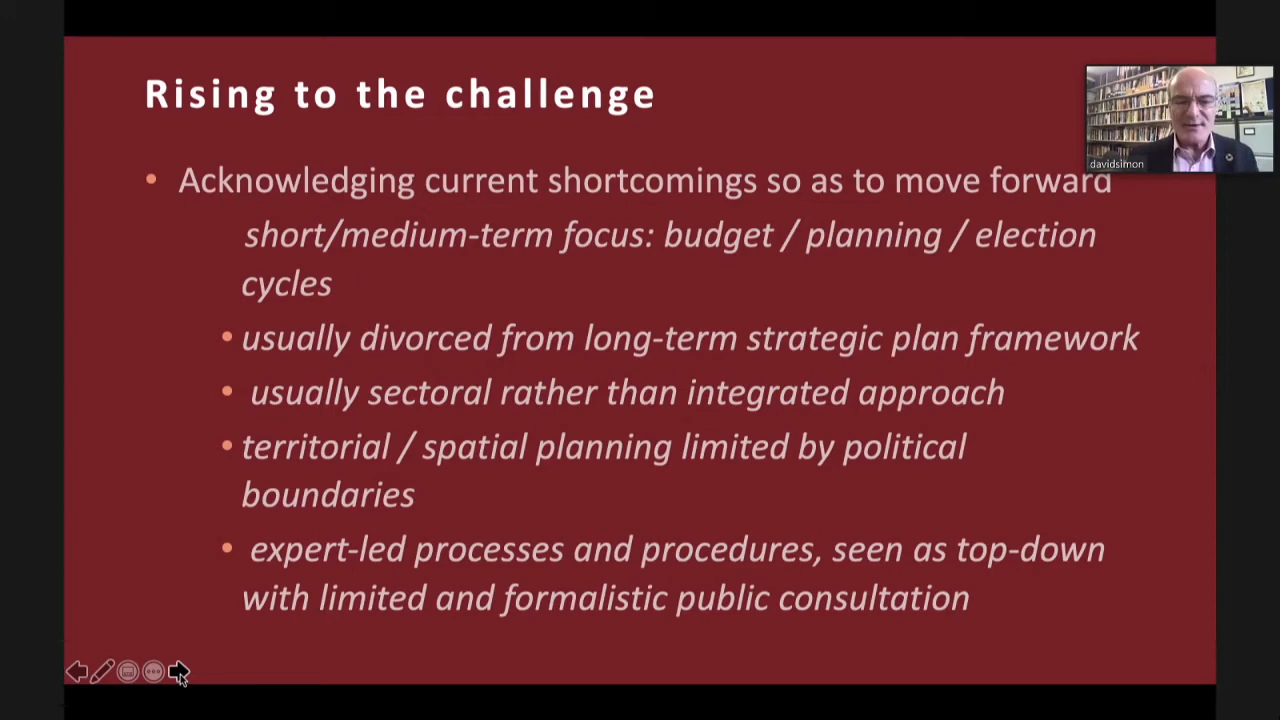 Rising to the challenge
davidsimon
• Acknowledging current shortcomings so as to move forward
short/medium-term focus: budget / planning / election
cycles
• usually divorced from long-term strategic plan framework
• usually sectoral rather than integrated approach
• territorial / spatial planning limited by political
boundaries
• expert-led processes and procedures, seen as top-down
with limited and formalistic public consultation